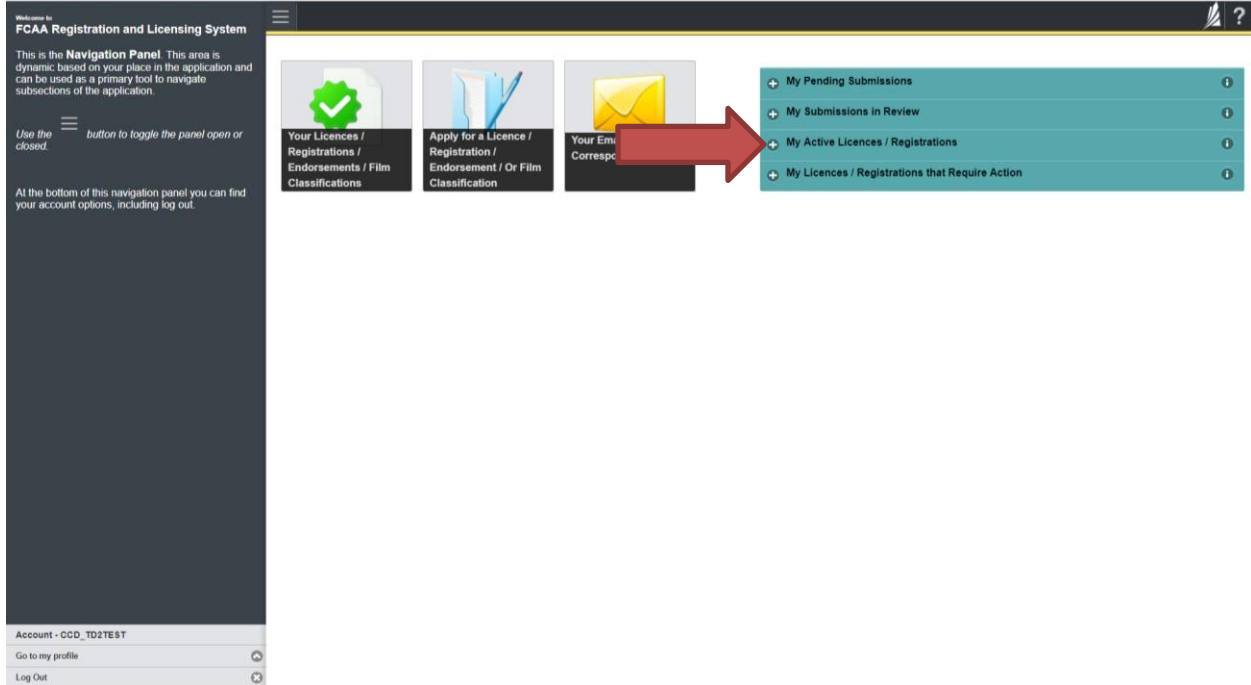 Welcome to
FCAA Registration and Licensing System
This is the Navigation Panel. This area is
dynamic based on your place in the application and
can be used as a primary tool to navigate
subsections of the application.
Use the button to toggle the panel open or
closed.
At the bottom of this navigation panel you can find
your account options, including log out.
Account - CCD_TD2TEST
Go to my profile
Log Out
?
Your Licences /
Registrations /
Endorsements / Film
Classifications
Apply for a Licence /
Registration /
Endorsement / Or Film
Classification
Your
My Pending Submissions
My Submissions in Review
My Active Licences / Registrations
My Licences / Registrations that Require Action